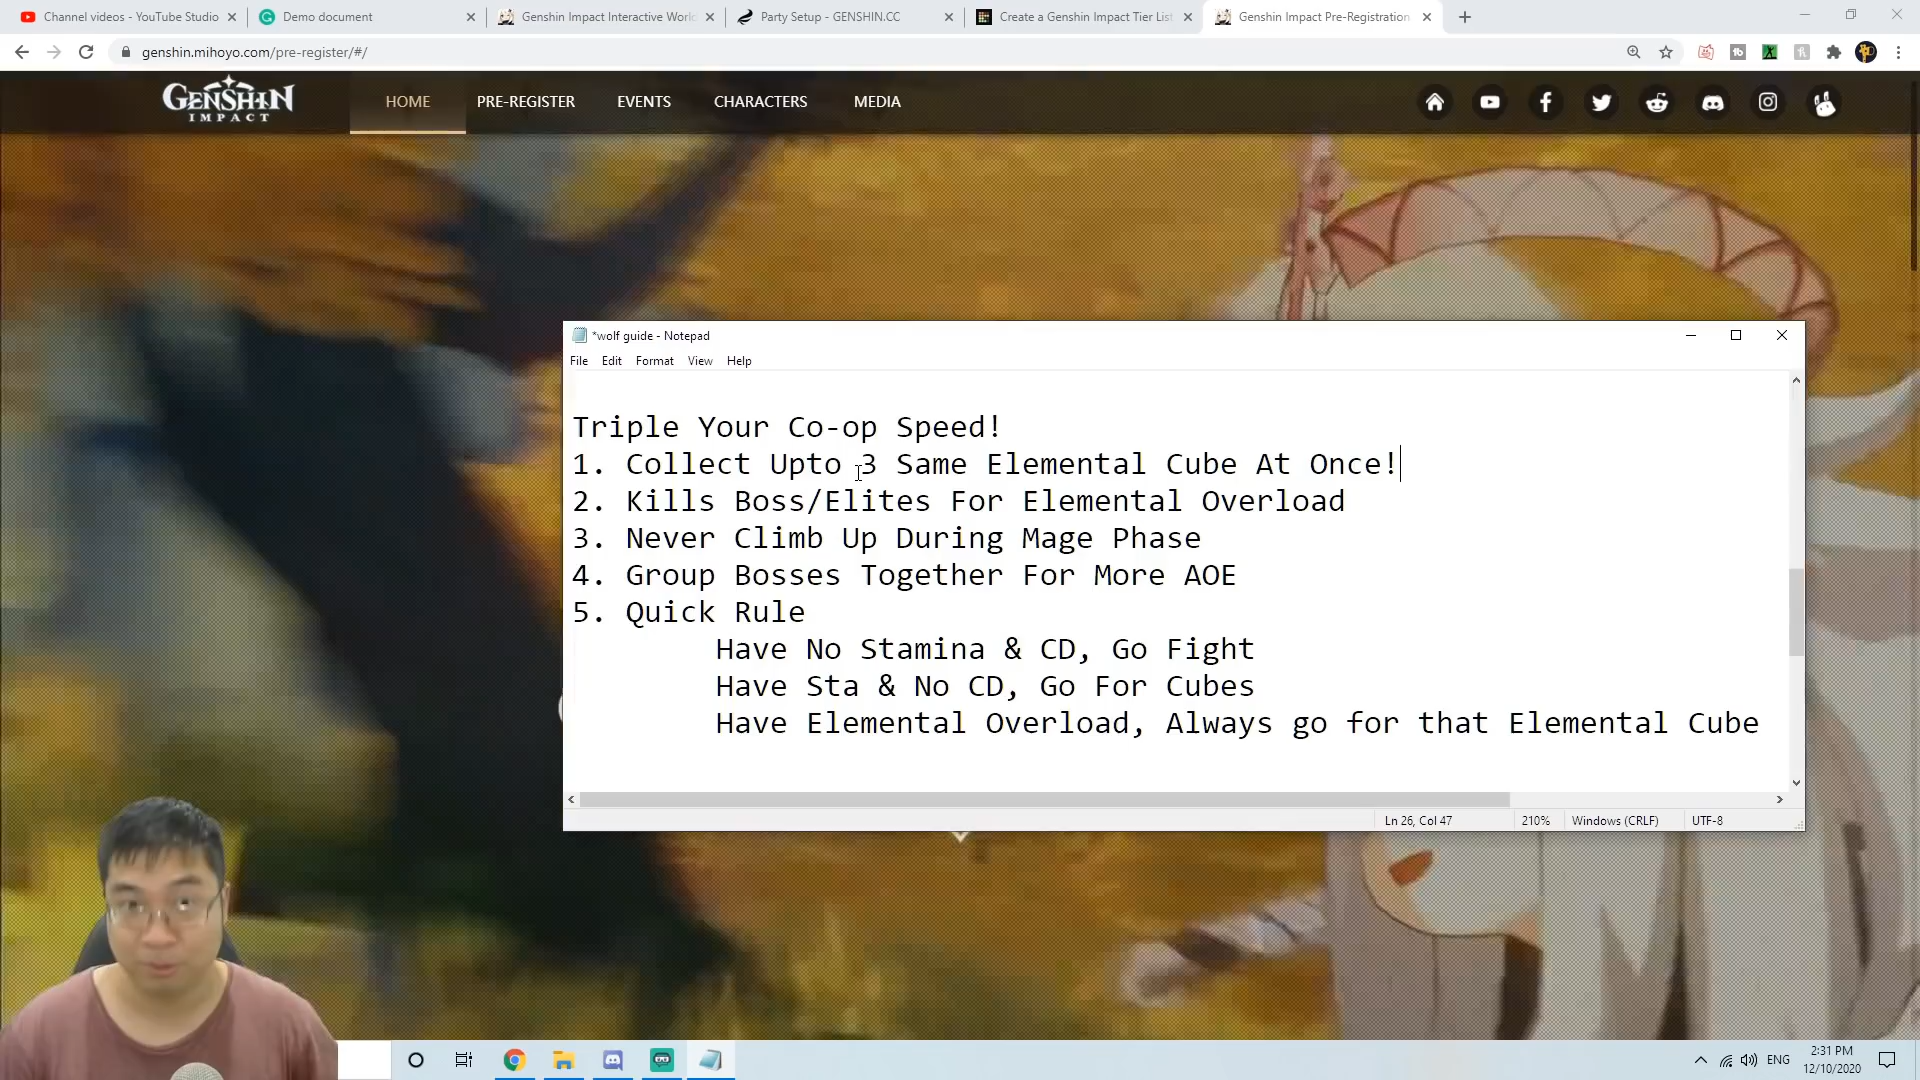 Channel videos - YouTube Studio
Demo document
Genshin Impact Interactive Worl
Party Setup - GENSHIN.CC
Create a Genshin Impact Tier List
Genshin Impact Pre-Registration
genshin.mihoyo.com/pre-register/#/
GENSHIN
IMPACT
HOME
PRE-REGISTER
EVENTS
CHARACTERS
MEDIA
*wolf guide - Notepad
File
Edit
Format
View
Help
Triple Your Co-op Speed!
1. Collect Upto 3 Same Elemental Cube At Once!
2. Kills Boss/Elites For Elemental Overload
3. Never Climb Up During Mage Phase
4. Group Bosses Together For More AOE
5. Quick Rule
Have No Stamina & CD, Go Fight
Have Sta & No CD, Go For Cubes
Have Elemental Overload, Always go for that Elemental Cube
Ln 26, Col 47
210%
Windows (CRLF)
UTF-8
ENG
2:31 PM
12/10/2020